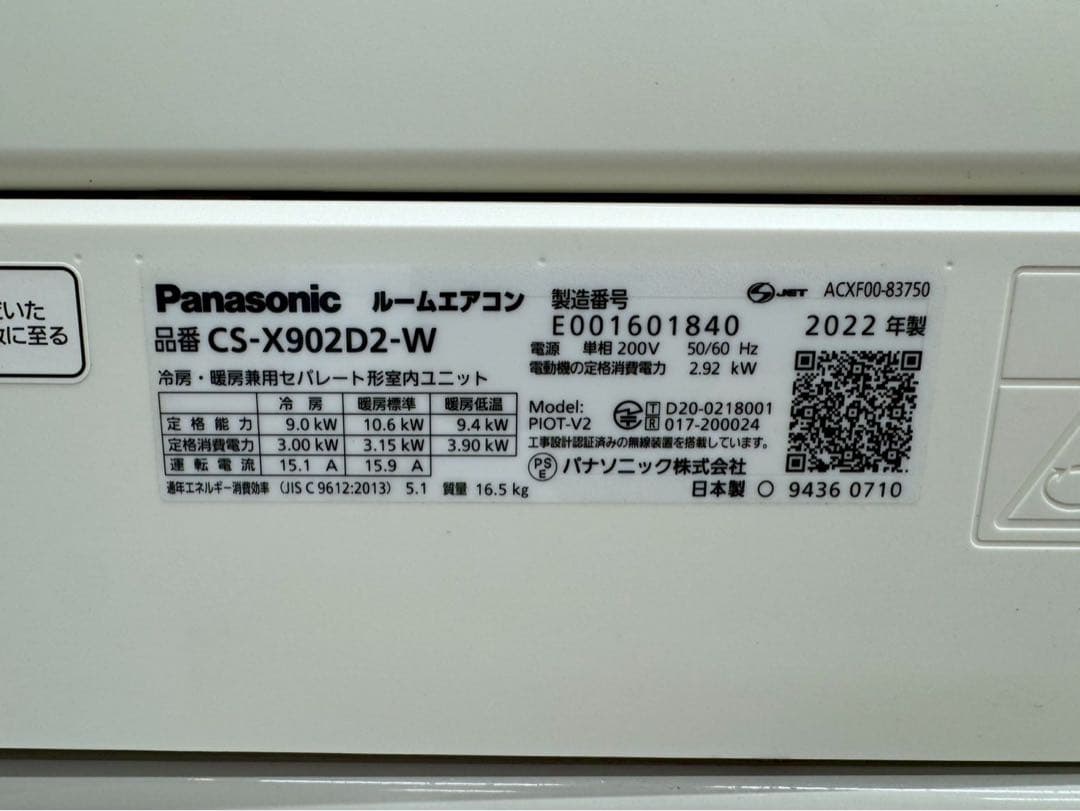 だいた
故に至る
Panasonic ルームエアコン
品番 CS-X902D2-W
冷房・暖房兼用セパレート形室内ユニット
冷房 暖房標準 暖房低温
定格能力 9.0 kW 10.6 kW 9.4 kW
定格消費電力 3.00 kW 3.15 kW 3.90 kW
運転電流 15.1 A 15.9 A
通年エネルギー消費効率 (JIS C 9612:2013) 5.1 質量 16.5 kg
製造番号
E001601840
JET ACXF00-83750
2022 年製
電源 単相 200V 50/60 Hz
電動機の定格消費電力 2.92 kW
Model: T D20-0218001
PIOT-V2 R 017-200024
工事設計認証済みの無線装置を搭載しています。
PSE パナソニック株式会社
日本製 ○ 9436 0710